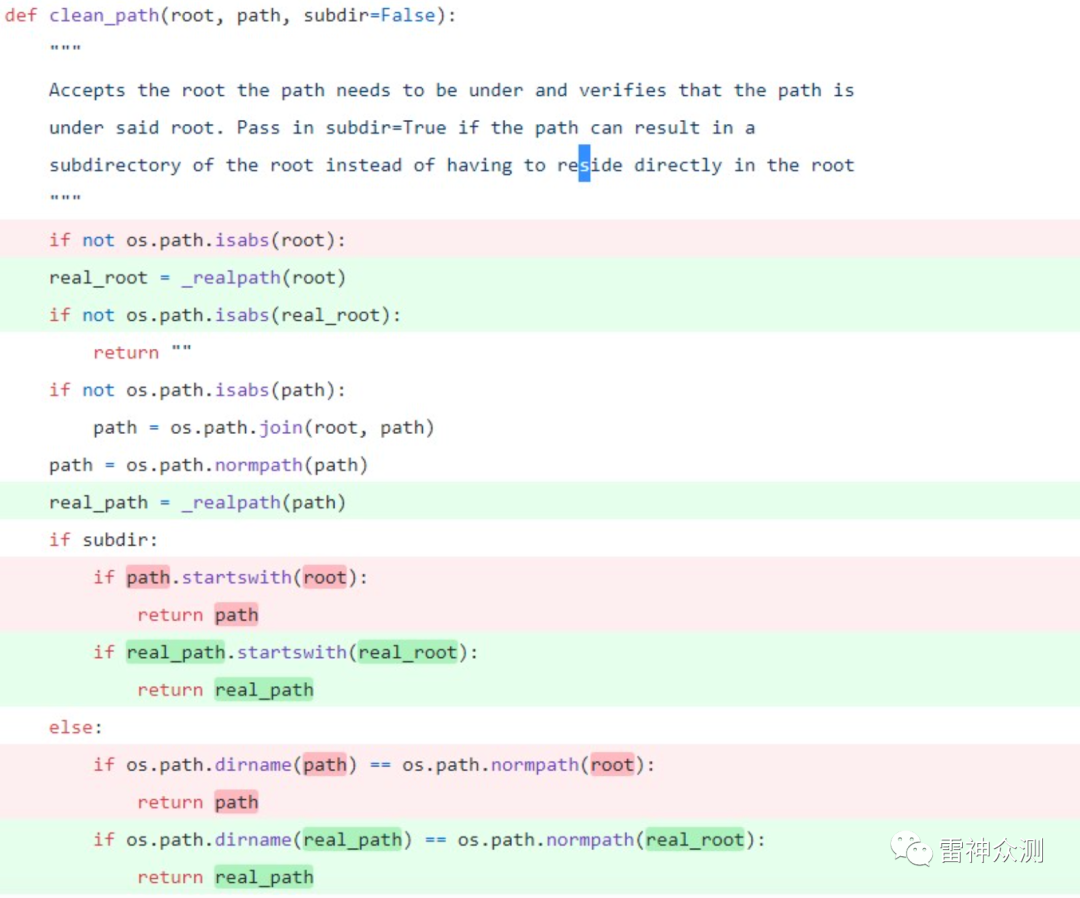 def clean_path(root, path, subdir=False):
    """
    Accepts the root the path needs to be under and verifies that the path is
    under said root. Pass in subdir=True if the path can result in a
    subdirectory of the root instead of having to reside directly in the root
    """
    if not os.path.isabs(root):
    real_root = _realpath(root)
    if not os.path.isabs(real_root):
        return ""
    if not os.path.isabs(path):
        path = os.path.join(root, path)
    path = os.path.normpath(path)
    real_path = _realpath(path)
    if subdir:
        if path.startswith(root):
            return path
        if real_path.startswith(real_root):
            return real_path
    else:
        if os.path.dirname(path) == os.path.normpath(root):
            return path
        if os.path.dirname(real_path) == os.path.normpath(real_root):
            return real_path
雷神众测